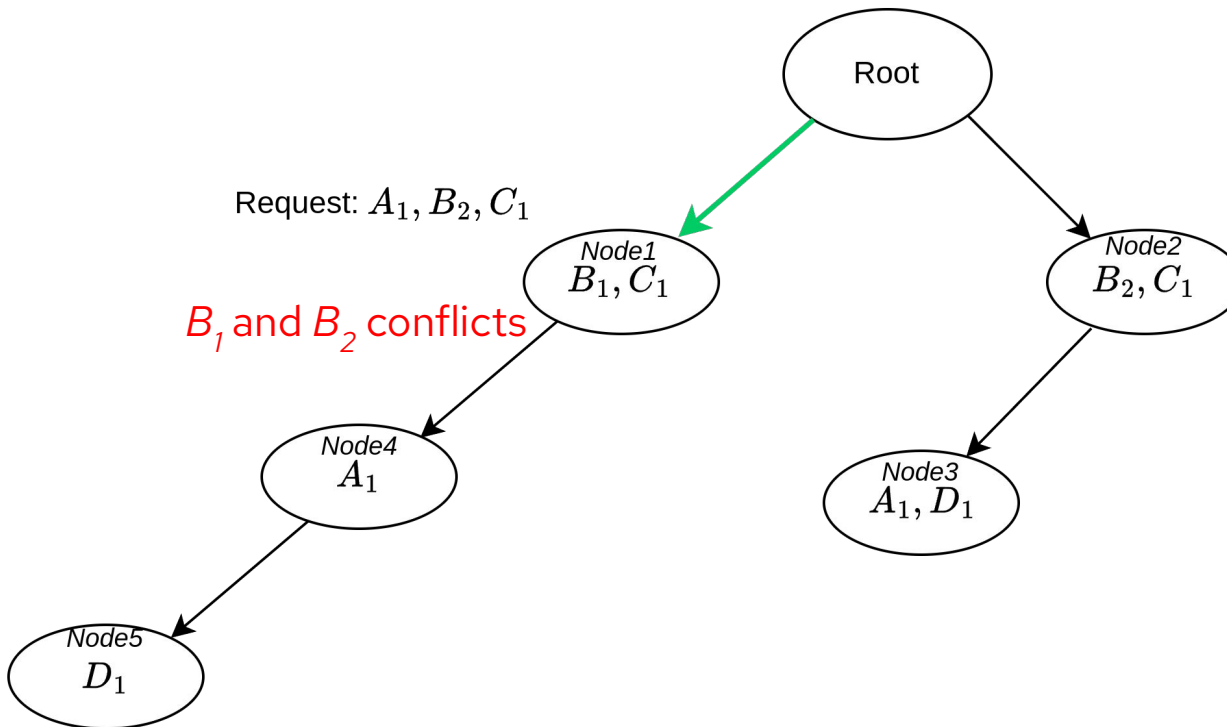 Root
Request: A₁, B₂, C₁
Node1
B₁, C₁
Node2
B₂, C₁
B₁ and B₂ conflicts
Node4
A₁
Node3
A₁, D₁
Node5
D₁